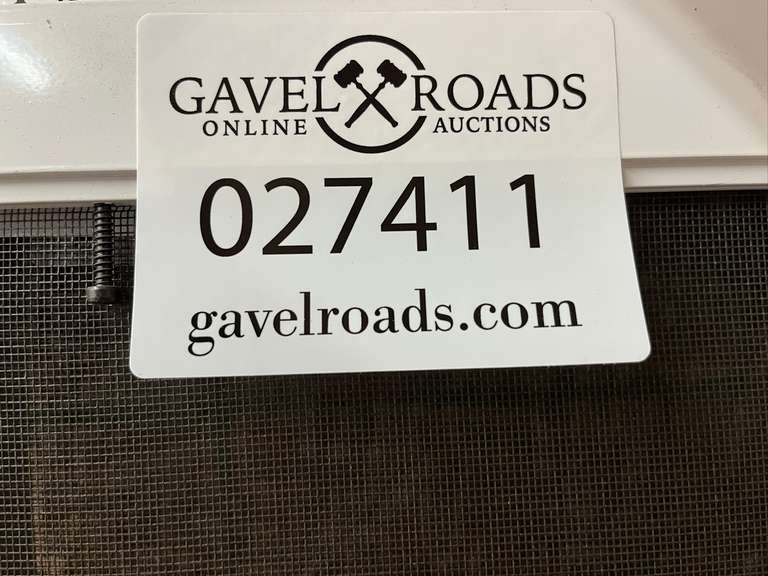 GAVEL ROADS
ONLINE AUCTIONS
027411
gavelroads.com